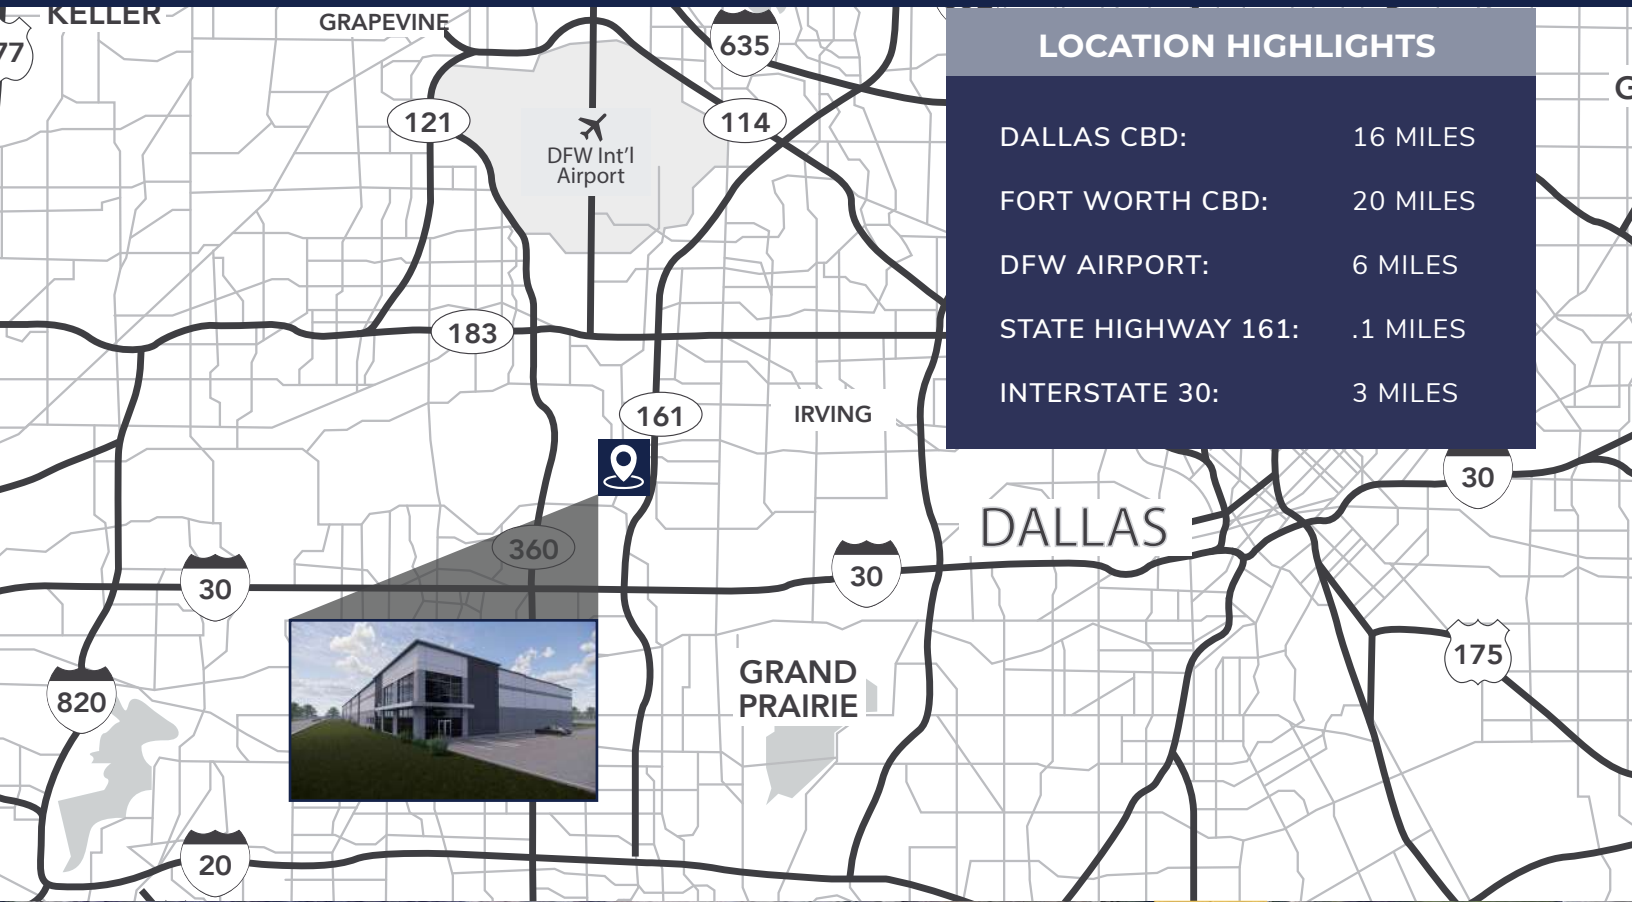 KELLER
GRAPEVINE
77
635
LOCATION HIGHLIGHTS
G
121
114
DFW Int'l
Airport
DALLAS CBD: 16 MILES
FORT WORTH CBD: 20 MILES
DFW AIRPORT: 6 MILES
STATE HIGHWAY 161: .1 MILES
INTERSTATE 30: 3 MILES
183
161
IRVING
30
DALLAS
360
30
30
175
GRAND
PRAIRIE
820
20